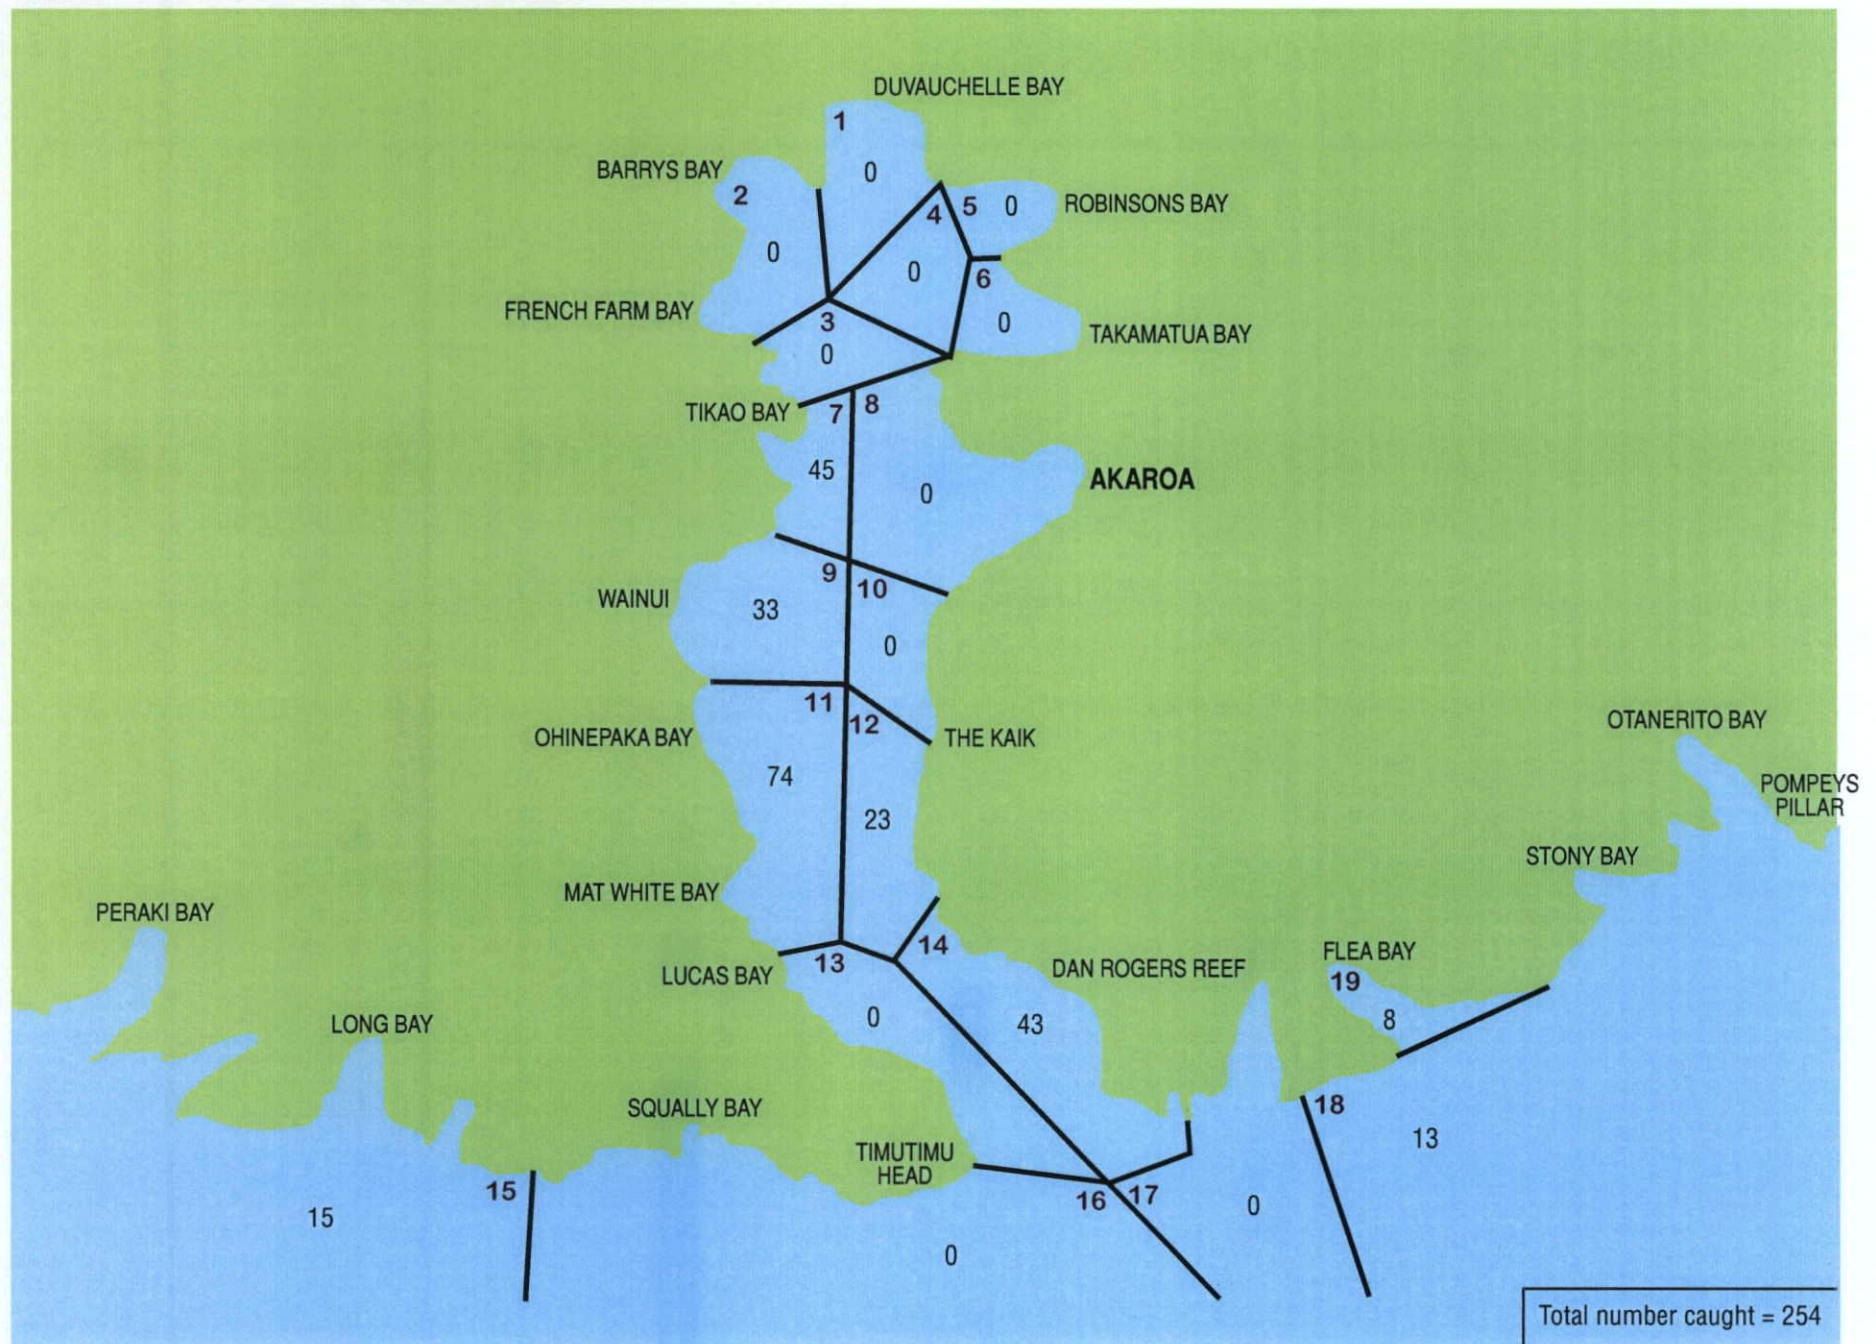 DUVAUCHELLE BAY
1
0
BARRYS BAY
2
0
4
5
0
ROBINSONS BAY
0
6
0
FRENCH FARM BAY
3
0
TAKAMATUA BAY
TIKAO BAY
7
8
45
0
AKAROA
9
10
WAINUI
33
0
11
12
OHINEPAKA BAY
THE KAIK
74
23
OTANERITO BAY
POMPEYS
PILLAR
STONY BAY
MAT WHITE BAY
PERAKI BAY
14
13
LUCAS BAY
DAN ROGERS REEF
FLEA BAY
19
8
0
43
LONG BAY
SQUALLY BAY
18
13
TIMUTIMU
HEAD
15
15
16
17
0
0
Total number caught = 254